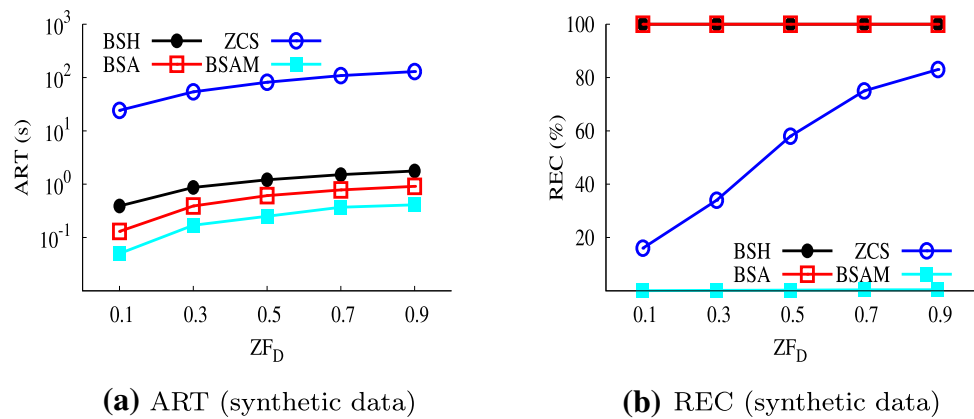 10^3
10^2
10^1
10^0
10^-1
ART (s)
BSH
ZCS
BSA
BSAM
0.1 0.3 0.5 0.7 0.9
ZF_D
(a) ART (synthetic data)
100
80
60
40
20
REC (%)
BSH
ZCS
BSA
BSAM
0.1 0.3 0.5 0.7 0.9
ZF_D
(b) REC (synthetic data)